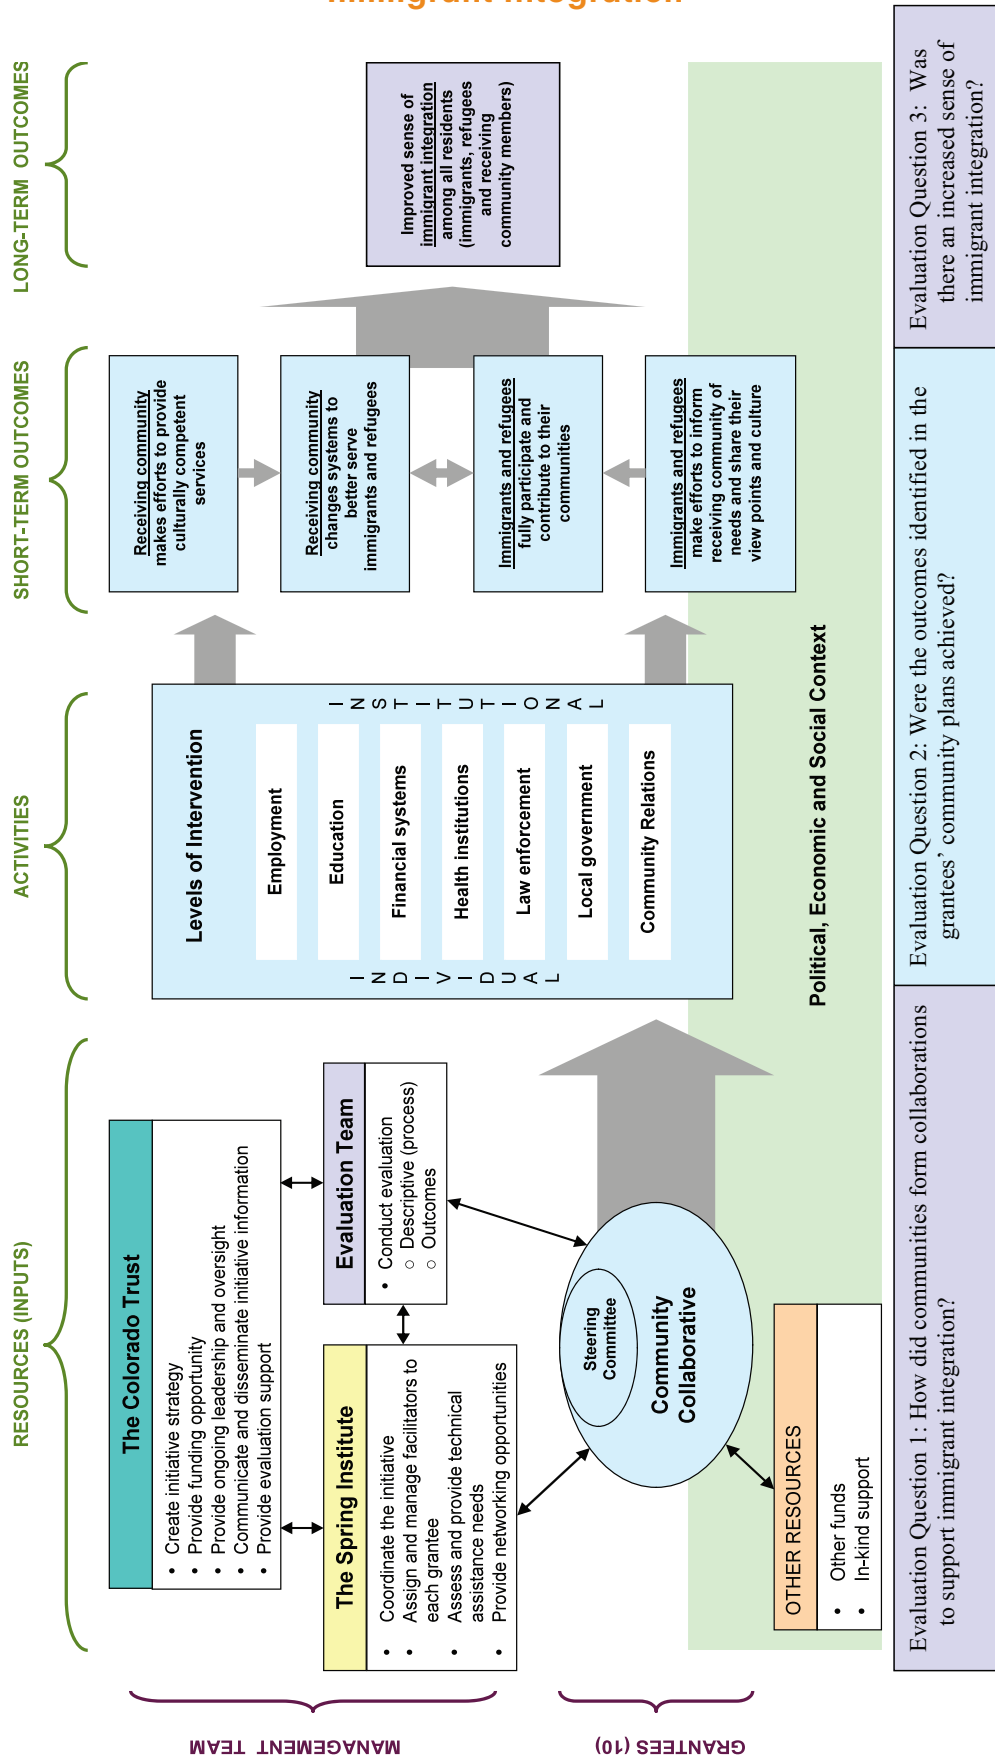 Immigrant Integration
RESOURCES (INPUTS)
ACTIVITIES
SHORT-TERM OUTCOMES
LONG-TERM OUTCOMES
MANAGEMENT TEAM
GRANTEES (10)
The Colorado Trust
• Create initiative strategy
• Provide funding opportunity
• Provide ongoing leadership and oversight
• Communicate and disseminate initiative information
• Provide evaluation support
The Spring Institute
• Coordinate the initiative
• Assign and manage facilitators to
each grantee
• Assess and provide technical
assistance needs
• Provide networking opportunities
Evaluation Team
• Conduct evaluation
○ Descriptive (process)
○ Outcomes
Steering
Committee
Community
Collaborative
OTHER RESOURCES
• Other funds
• In-kind support
Levels of Intervention
INDIVIDUAL
Employment
Education
Financial systems
Health institutions
Law enforcement
Local government
Community Relations
INSTITUTIONAL
Receiving community
makes efforts to provide
culturally competent
services
Receiving community
changes systems to
better serve
immigrants and refugees
Immigrants and refugees
fully participate and
contribute to their
communities
Immigrants and refugees
make efforts to inform
receiving community of
needs and share their
view points and culture
Improved sense of
immigrant integration
among all residents
(immigrants, refugees
and receiving
community members)
Political, Economic and Social Context
Evaluation Question 1: How did communities form collaborations
to support immigrant integration?
Evaluation Question 2: Were the outcomes identified in the
grantees’ community plans achieved?
Evaluation Question 3: Was
there an increased sense of
immigrant integration?